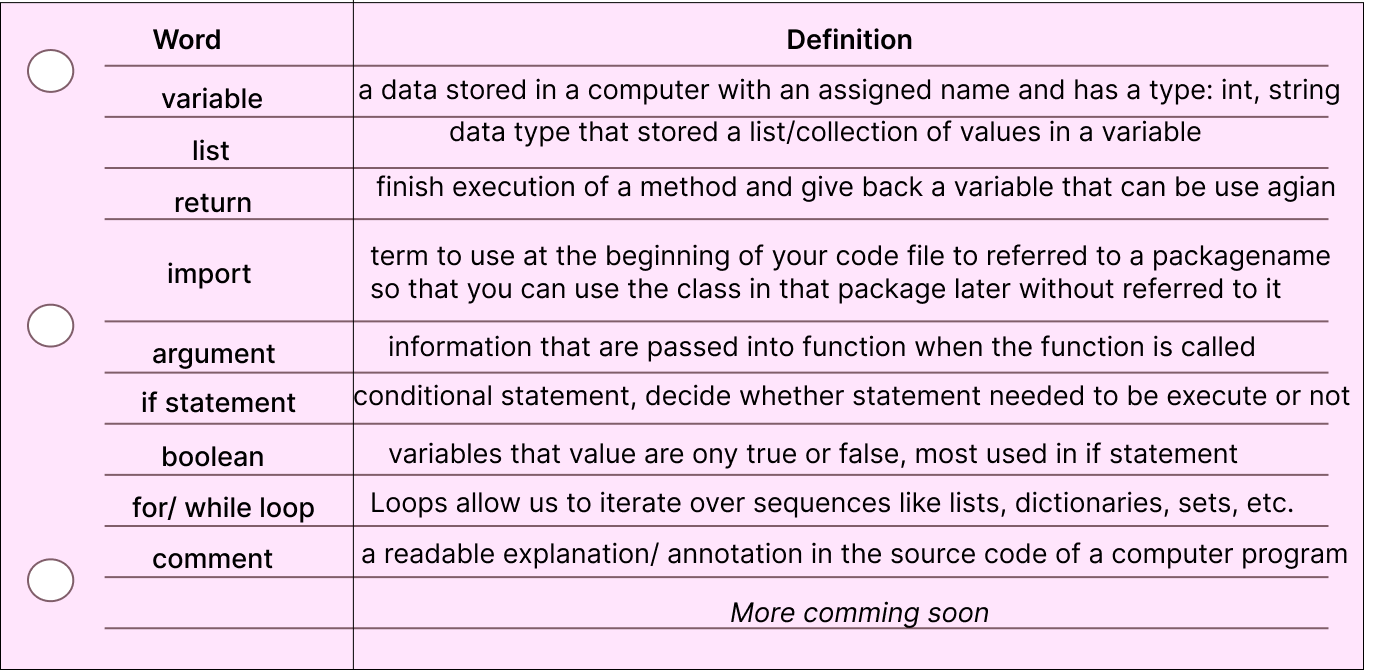 Word Definition
variable a data stored in a computer with an assigned name and has a type: int, string
list data type that stored a list/collection of values in a variable
return finish execution of a method and give back a variable that can be use agian
import term to use at the beginning of your code file to referred to a packagename
so that you can use the class in that package later without referred to it
argument information that are passed into function when the function is called
if statement conditional statement, decide whether statement needed to be execute or not
boolean variables that value are ony true or false, most used in if statement
for/ while loop Loops allow us to iterate over sequences like lists, dictionaries, sets, etc.
comment a readable explanation/ annotation in the source code of a computer program
More comming soon